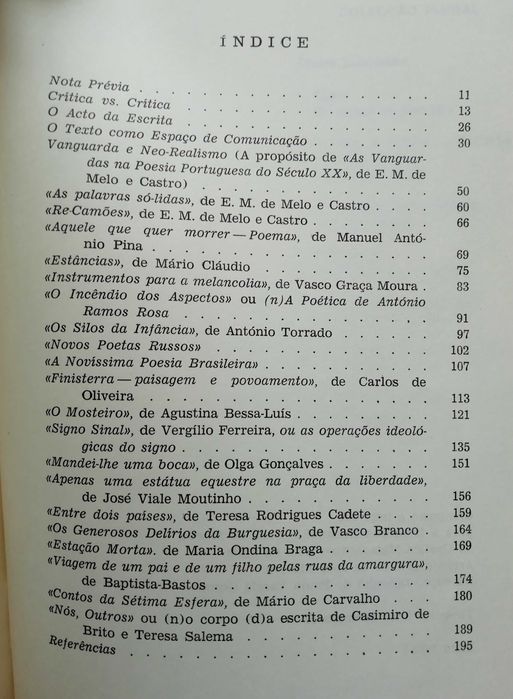 ÍNDICE
Nota Prévia . . . . . . . . . . . . . . . 11
Crítica vs. Crítica . . . . . . . . . . . . . 13
O Acto da Escrita . . . . . . . . . . . . . 26
O Texto como Espaço de Comunicação . . . . . . 30
Vanguarda e Neo-Realismo (A propósito de «As Vanguar-
das na Poesia Portuguesa do Século XX», de E. M. de
Melo e Castro) . . . . . . . . . . . . 50
«As palavras só-lidas», de E. M. de Melo e Castro . . . . 60
«Re-Camões», de E. M. de Melo e Castro . . . . . . 66
«Aquele que quer morrer — Poema», de Manuel Antó-
nio Pina . . . . . . . . . . . . . . 69
«Estâncias», de Mário Cláudio . . . . . . . . . 75
«Instrumentos para a melancolia», de Vasco Graça Moura . 83
«O Incêndio dos Aspectos» ou (n)A Poética de António
Ramos Rosa . . . . . . . . . . . . . 91
«Os Silos da Infância», de António Torrado . . . . . 97
«Novos Poetas Russos» . . . . . . . . . . . 102
«A Novíssima Poesia Brasileira» . . . . . . . . . 107
«Finisterra — paisagem e povoamento», de Carlos de
Oliveira . . . . . . . . . . . . . . 113
«O Mosteiro», de Agustina Bessa-Luís . . . . . . . 121
«Signo Sinal», de Vergílio Ferreira, ou as operações ideoló-
gicas do signo . . . . . . . . . . . . 135
«Mandei-lhe uma boca», de Olga Gonçalves . . . . . 151
«Apenas uma estátua equestre na praça da liberdade»,
de José Viale Moutinho . . . . . . . . . 156
«Entre dois países», de Teresa Rodrigues Cadete . . . . 159
«Os Generosos Delírios da Burguesia», de Vasco Branco . 164
«Estação Morta». de Maria Ondina Braga . . . . . . 169
«Viagem de um pai e de um filho pelas ruas da amargura»,
de Baptista-Bastos . . . . . . . . . . . 174
«Contos da Sétima Esfera», de Mário de Carvalho . . . 180
«Nós, Outros» ou (n)o corpo (d)a escrita de Casimiro de
Brito e Teresa Salema . . . . . . . . . . 189
Referências . . . . . . . . . . . . . . . 195